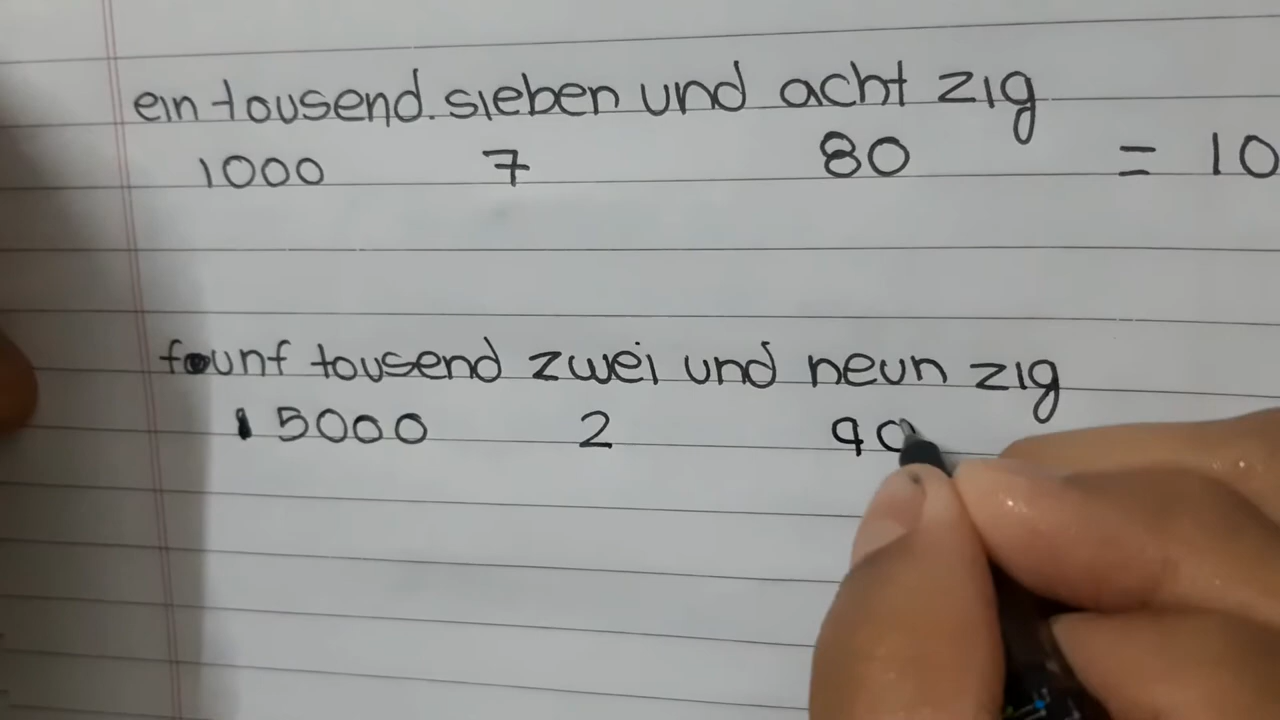 ein tousend. sieben und acht zig
1000 7 80 = 10
founf tousend zwei und neun zig
5000 2 90